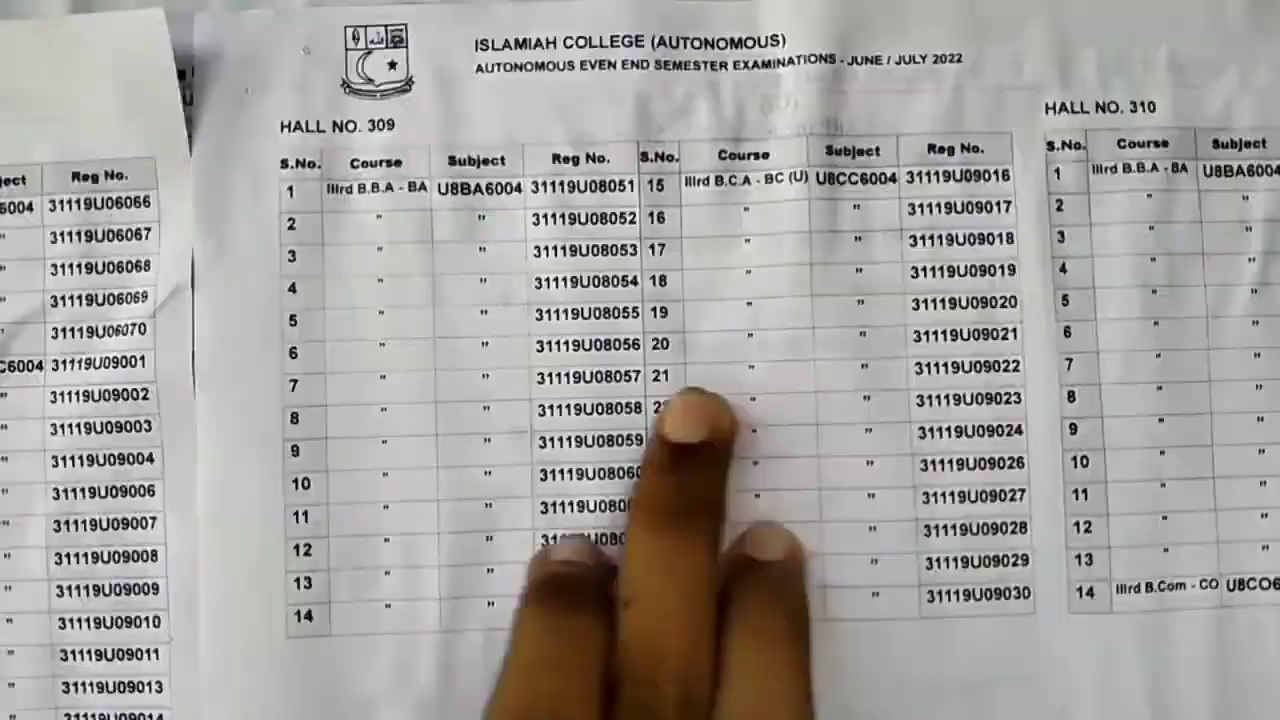 ISLAMIAH COLLEGE (AUTONOMOUS)
AUTONOMOUS EVEN END SEMESTER EXAMINATIONS - JUNE / JULY 2022
Reg No.
6004 31119U06066
" 31119U06067
" 31119U06068
" 31119U06069
" 31119U06070
C6004 31119U09001
" 31119U09002
" 31119U09003
" 31119U09004
" 31119U09006
" 31119U09007
" 31119U09008
" 31119U09009
" 31119U09010
" 31119U09011
" 31119U09013
31119U09014
HALL NO. 309
S.No. Course Subject Reg No. S.No. Course Subject Reg No.
1 IIIrd B.B.A - BA U8BA6004 31119U08051 15 IIIrd B.C.A - BC (U) U8CC6004 31119U09016
2 " " 31119U08052 16 " " 31119U09017
3 " " 31119U08053 17 " " 31119U09018
4 " " 31119U08054 18 " " 31119U09019
5 " " 31119U08055 19 " " 31119U09020
6 " " 31119U08056 20 " " 31119U09021
7 " " 31119U08057 21 " " 31119U09022
8 " " 31119U08058 " " 31119U09023
9 " " 31119U08059 " " 31119U09024
10 " " 31119U08060 " " 31119U09026
11 " " " " 31119U09027
12 " " " 31119U09028
13 " " " 31119U09029
14 " " " 31119U09030
HALL NO. 310
S.No. Course Subject
1 IIIrd B.B.A - BA U8BA6004
2 " "
3 " "
4 " "
5 " "
6 " "
7 " "
8 " "
9 " "
10 " "
11 " "
12 " "
13 " "
14 IIIrd B.Com - CO U8CO6